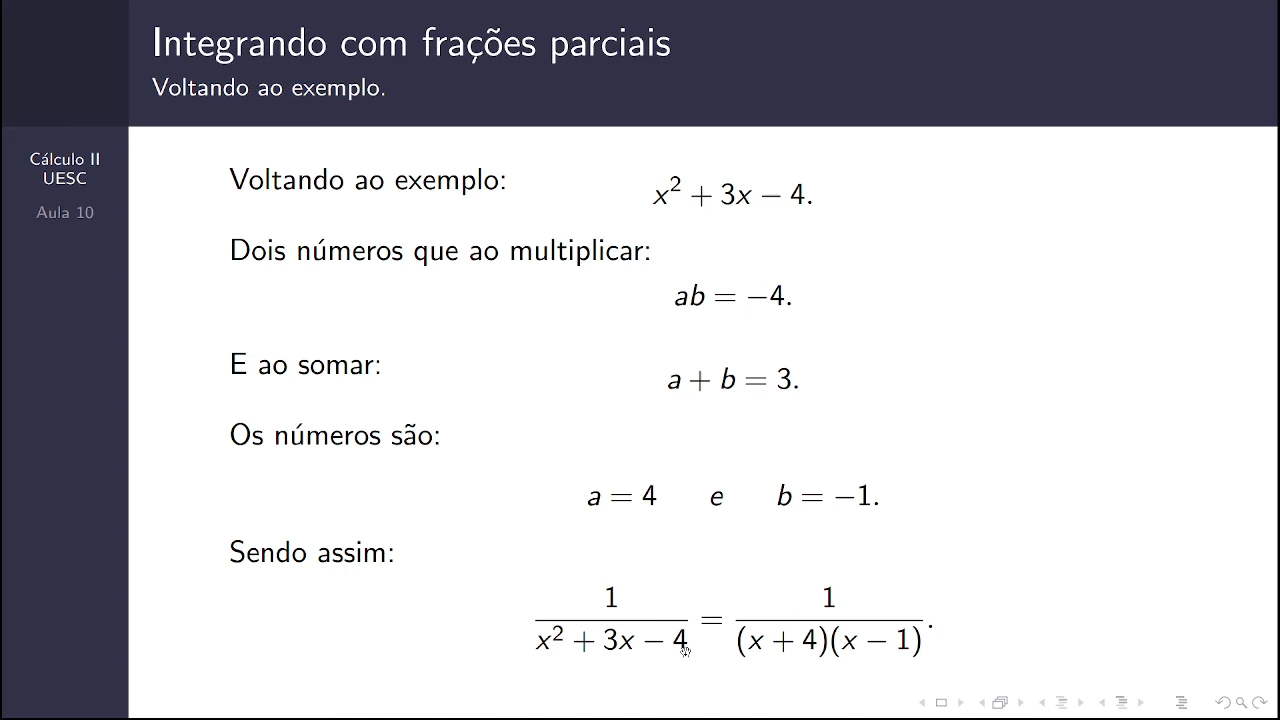 Integrando com frações parciais
Voltando ao exemplo.
Cálculo II
UESC
Aula 10
Voltando ao exemplo:
x² + 3x − 4.
Dois números que ao multiplicar:
ab = −4.
E ao somar:
a + b = 3.
Os números são:
a = 4 e b = −1.
Sendo assim:
1/(x² + 3x − 4) = 1/((x + 4)(x − 1)).